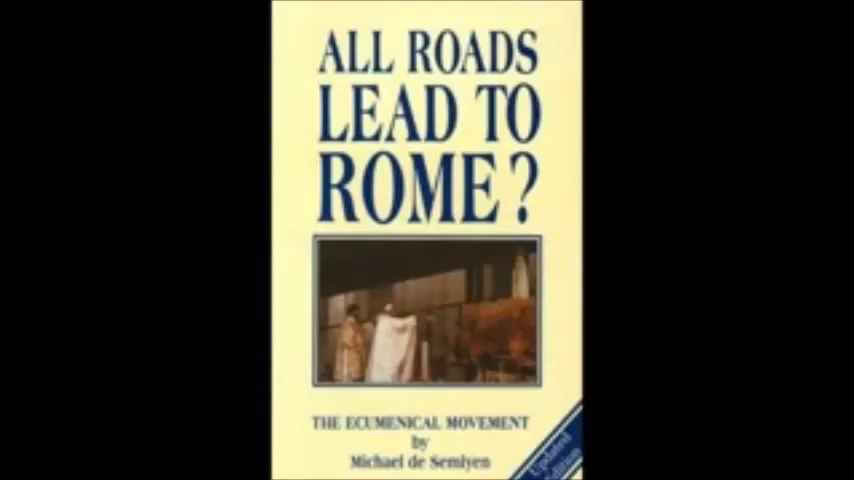 ALL ROADS
LEAD TO
ROME?
THE ECUMENICAL MOVEMENT
by
Michael de Semlyen
Updated
Edition